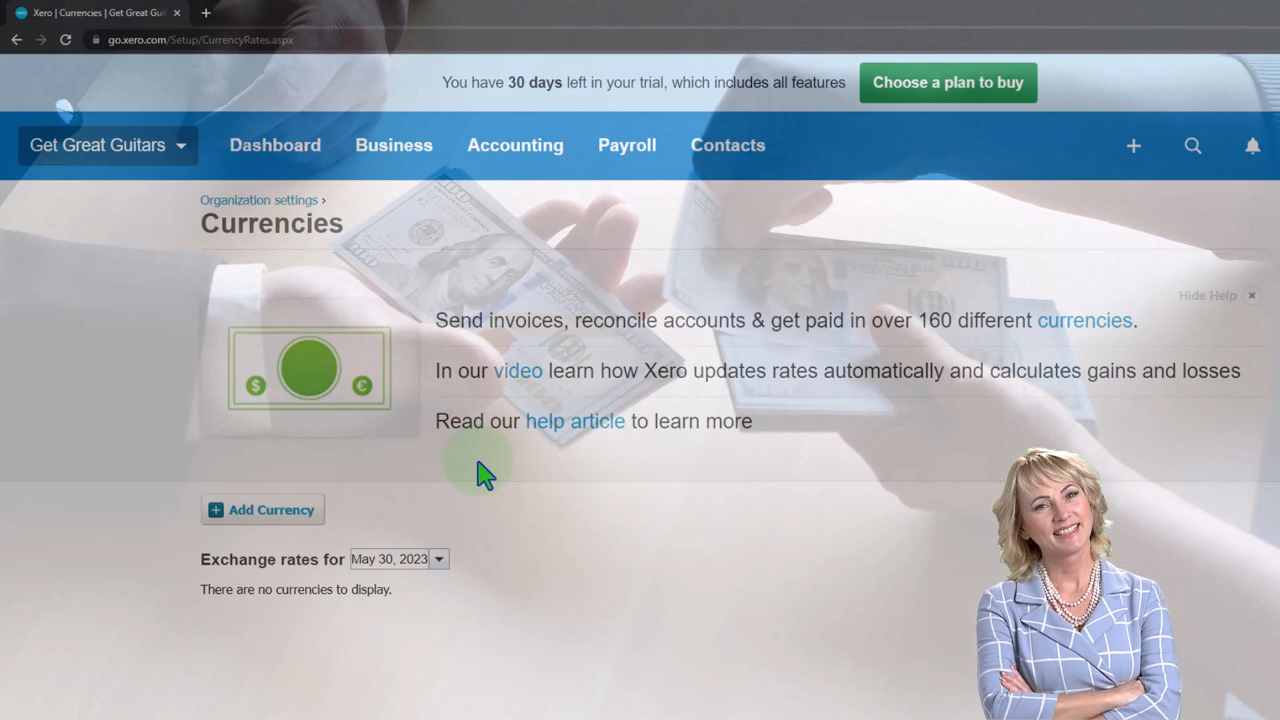 Xero | Currencies | Get Great Gui
go.xero.com/Setup/CurrencyRates.aspx
You have 30 days left in your trial, which includes all features
Choose a plan to buy
Get Great Guitars
Dashboard
Business
Accounting
Payroll
Contacts
Organization settings ›
Currencies
Hide Help
Send invoices, reconcile accounts & get paid in over 160 different currencies.
In our video learn how Xero updates rates automatically and calculates gains and losses
Read our help article to learn more
Add Currency
Exchange rates for May 30, 2023
There are no currencies to display.